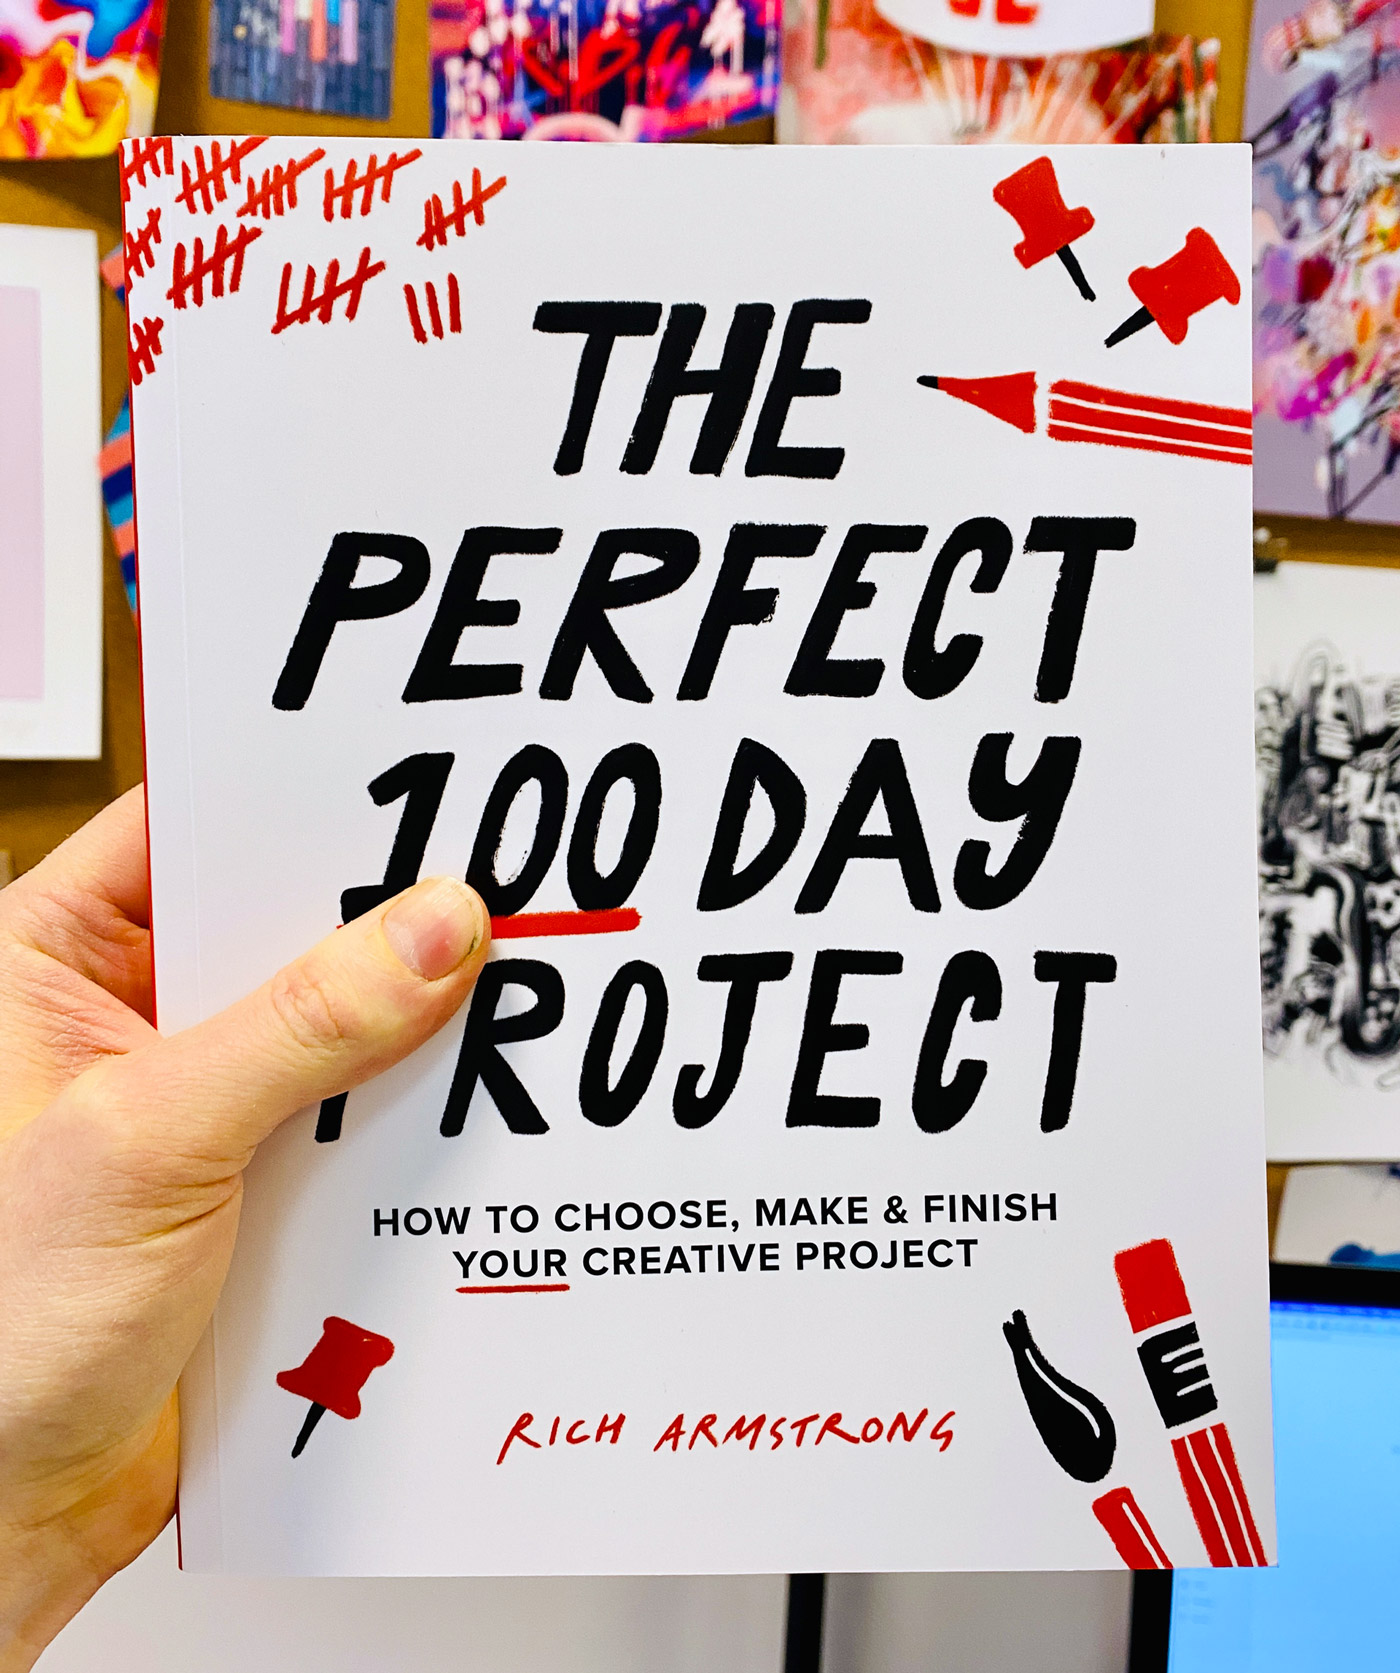 THE
PERFECT
100 DAY
PROJECT
HOW TO CHOOSE, MAKE & FINISH
YOUR CREATIVE PROJECT
RICH ARMSTRONG